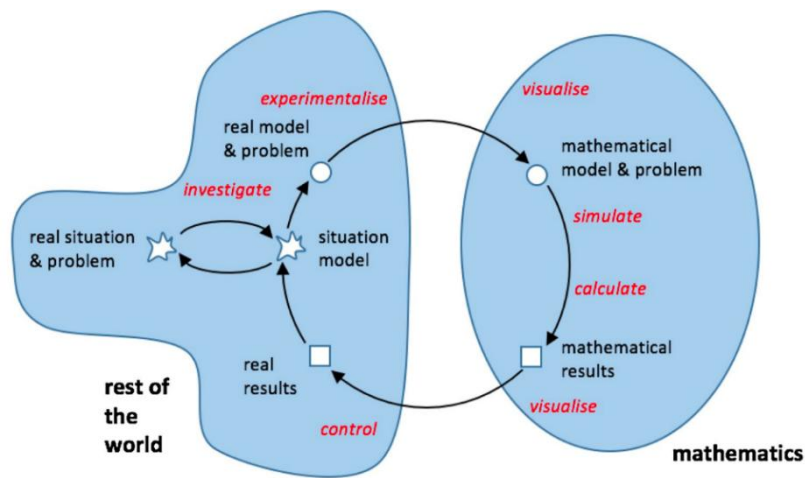 experimentalise
real model
& problem
investigate
real situation
& problem
situation
model
real
results
control
rest of
the
world
visualise
mathematical
model & problem
simulate
calculate
mathematical
results
visualise
mathematics